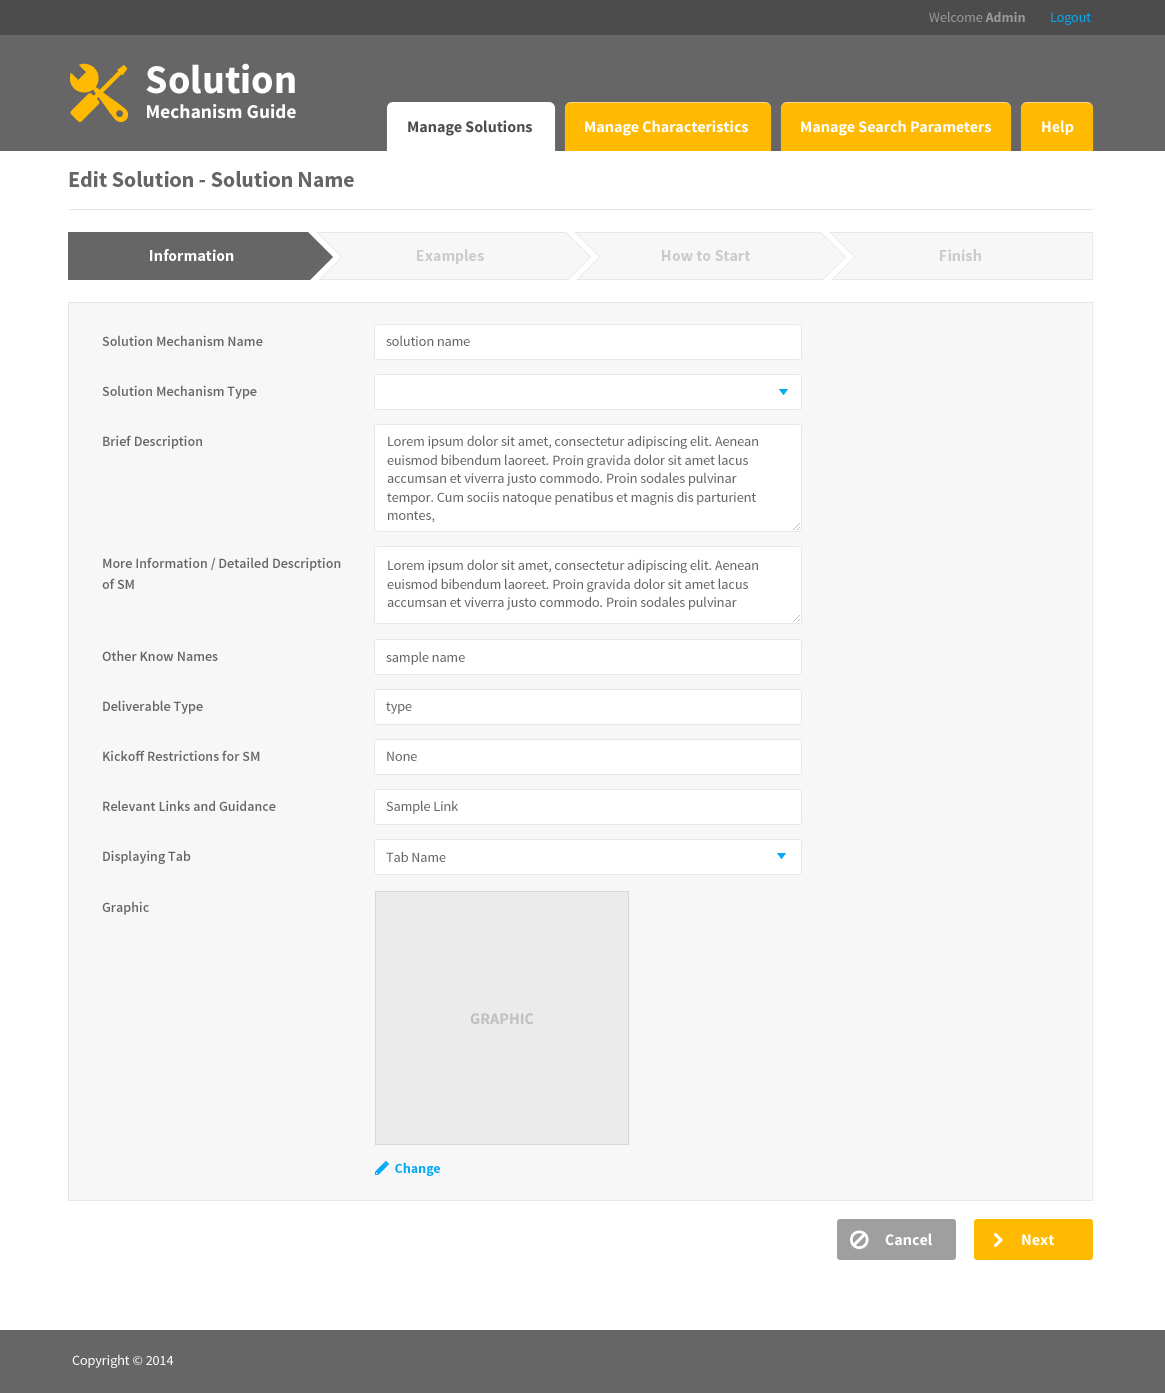 Welcome Admin Logout
Solution
Mechanism Guide
Manage Solutions
Manage Characteristics
Manage Search Parameters
Help
Edit Solution - Solution Name
Information
Examples
How to Start
Finish
Solution Mechanism Name
solution name
Solution Mechanism Type
Brief Description
Lorem ipsum dolor sit amet, consectetur adipiscing elit. Aenean
euismod bibendum laoreet. Proin gravida dolor sit amet lacus
accumsan et viverra justo commodo. Proin sodales pulvinar
tempor. Cum sociis natoque penatibus et magnis dis parturient
montes,
More Information / Detailed Description
of SM
Lorem ipsum dolor sit amet, consectetur adipiscing elit. Aenean
euismod bibendum laoreet. Proin gravida dolor sit amet lacus
accumsan et viverra justo commodo. Proin sodales pulvinar
Other Know Names
sample name
Deliverable Type
type
Kickoff Restrictions for SM
None
Relevant Links and Guidance
Sample Link
Displaying Tab
Tab Name
Graphic
GRAPHIC
Change
Cancel
Next
Copyright © 2014